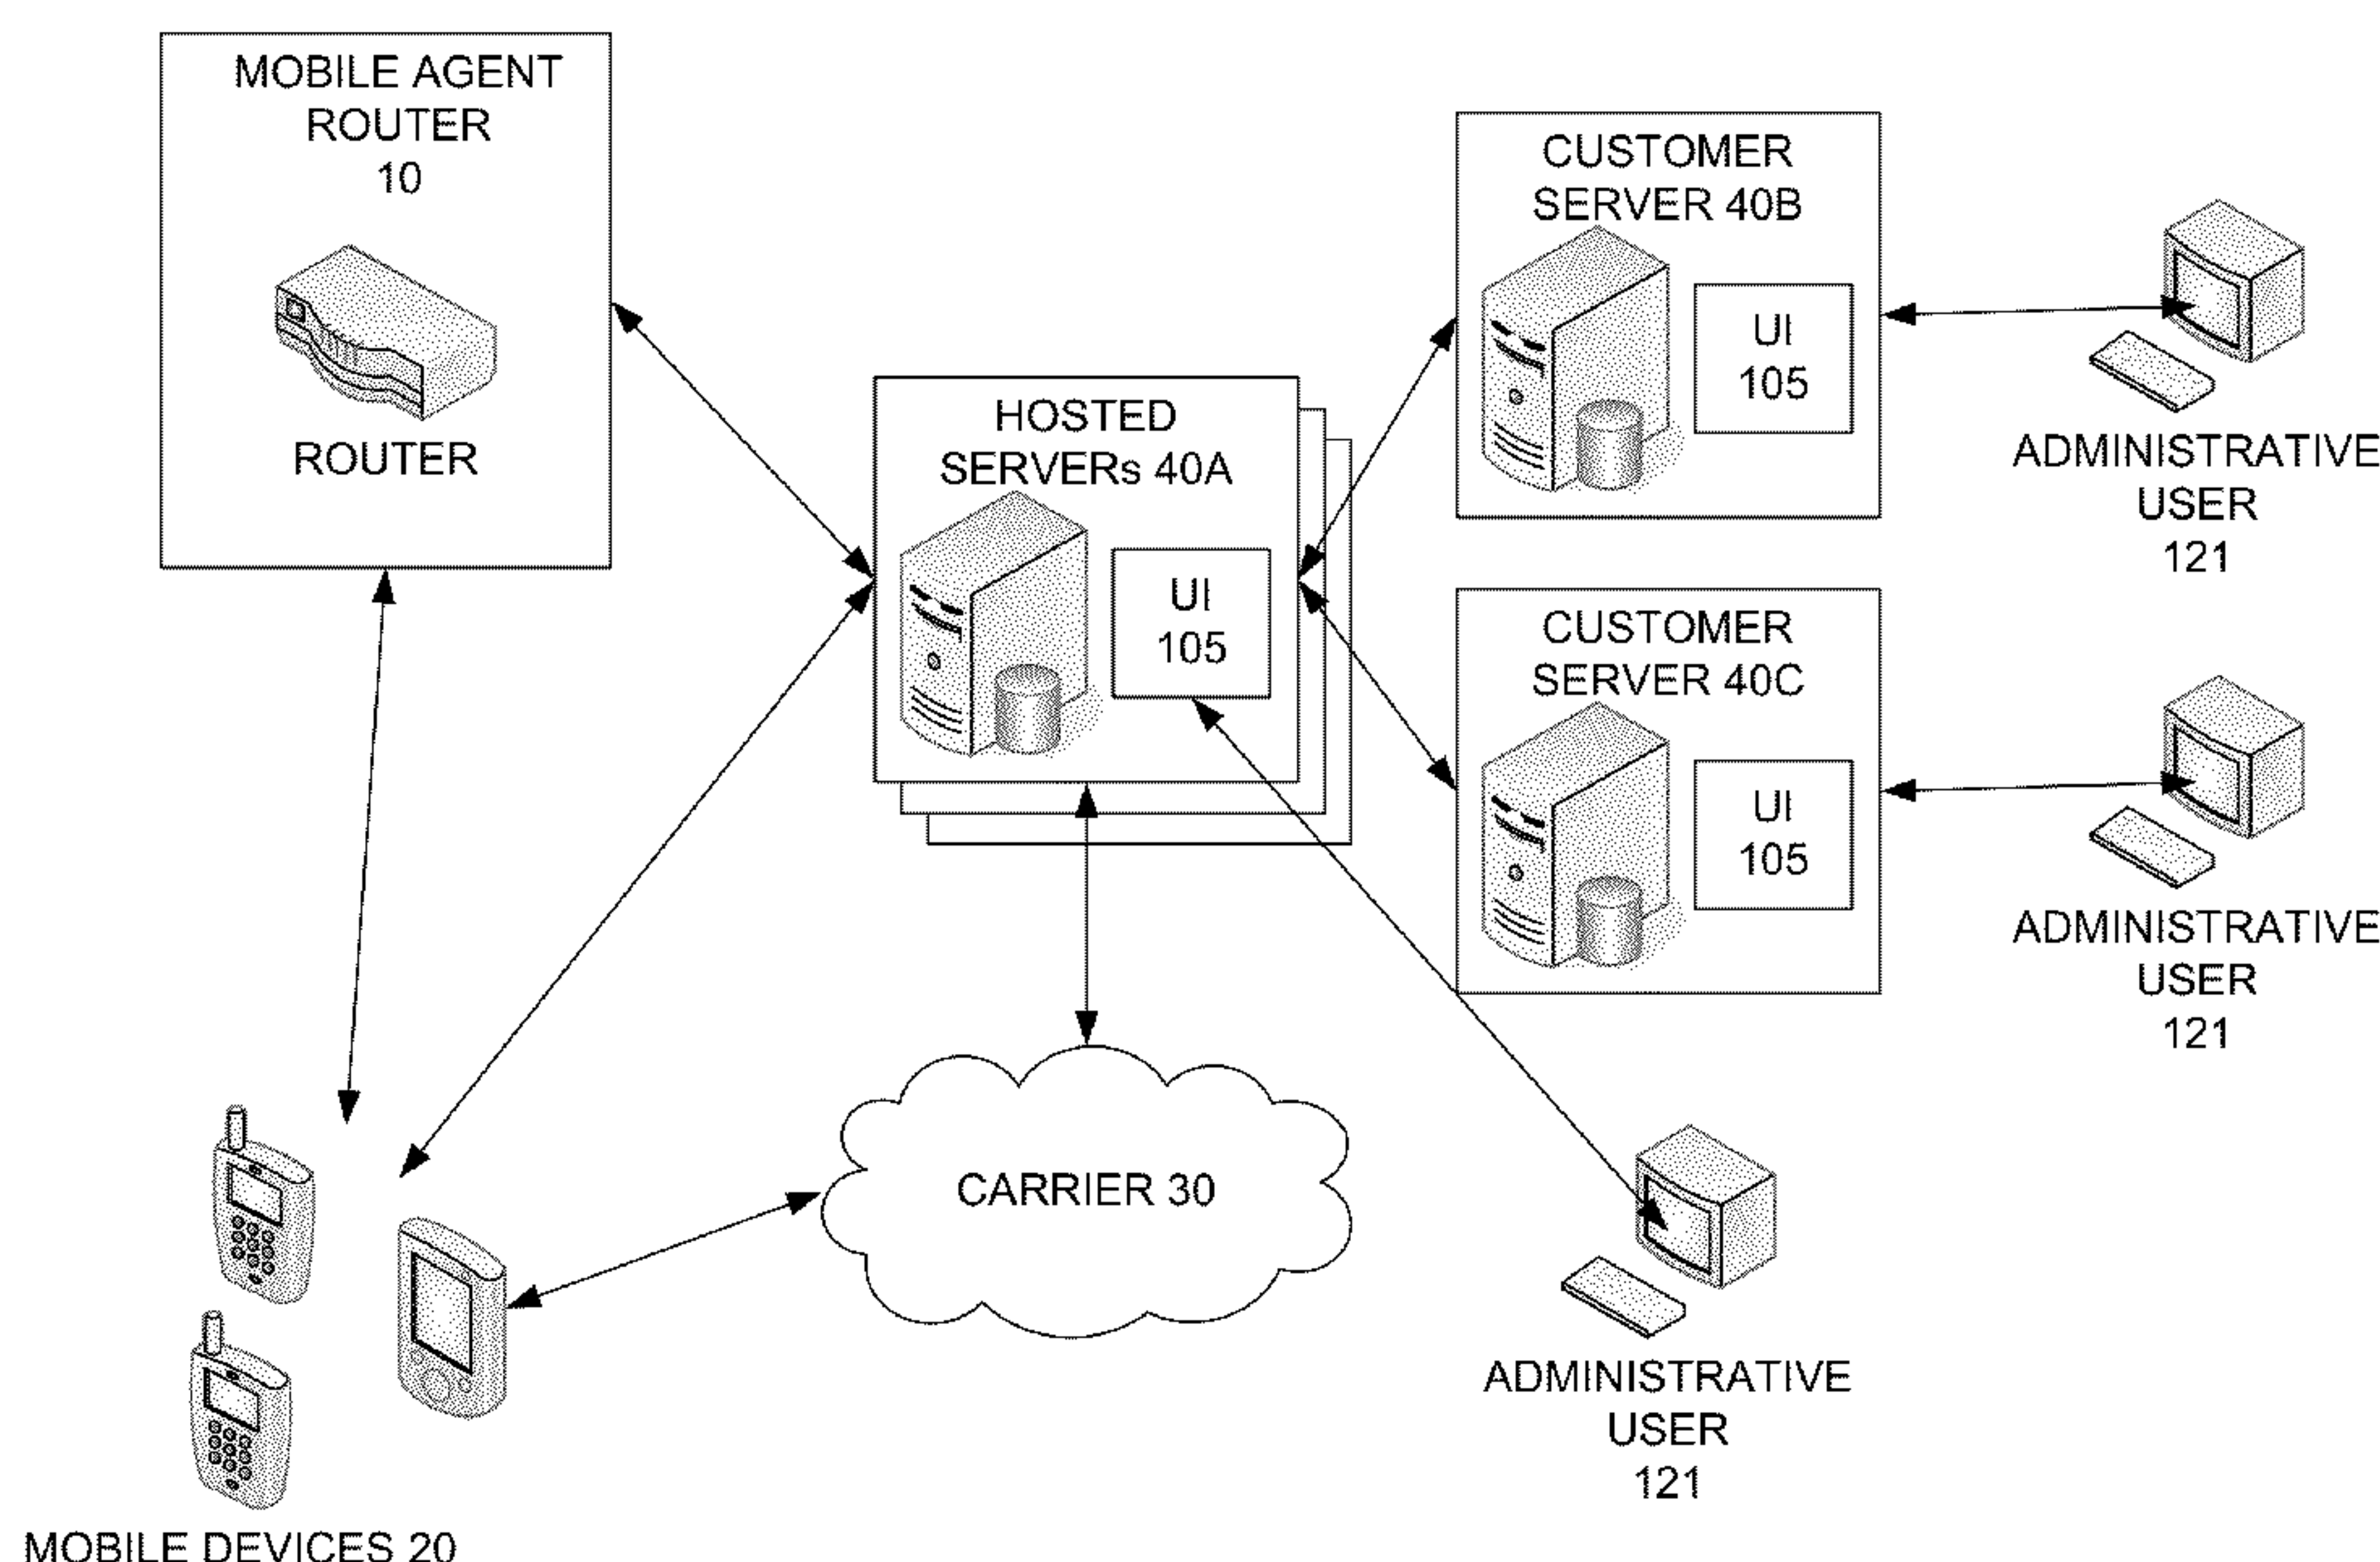 MOBILE AGENT
ROUTER
10
ROUTER
HOSTED
SERVERs 40A
UI
105
CUSTOMER
SERVER 40B
UI
105
ADMINISTRATIVE
USER
121
CUSTOMER
SERVER 40C
UI
105
ADMINISTRATIVE
USER
121
CARRIER 30
ADMINISTRATIVE
USER
121
MOBILE DEVICES 20